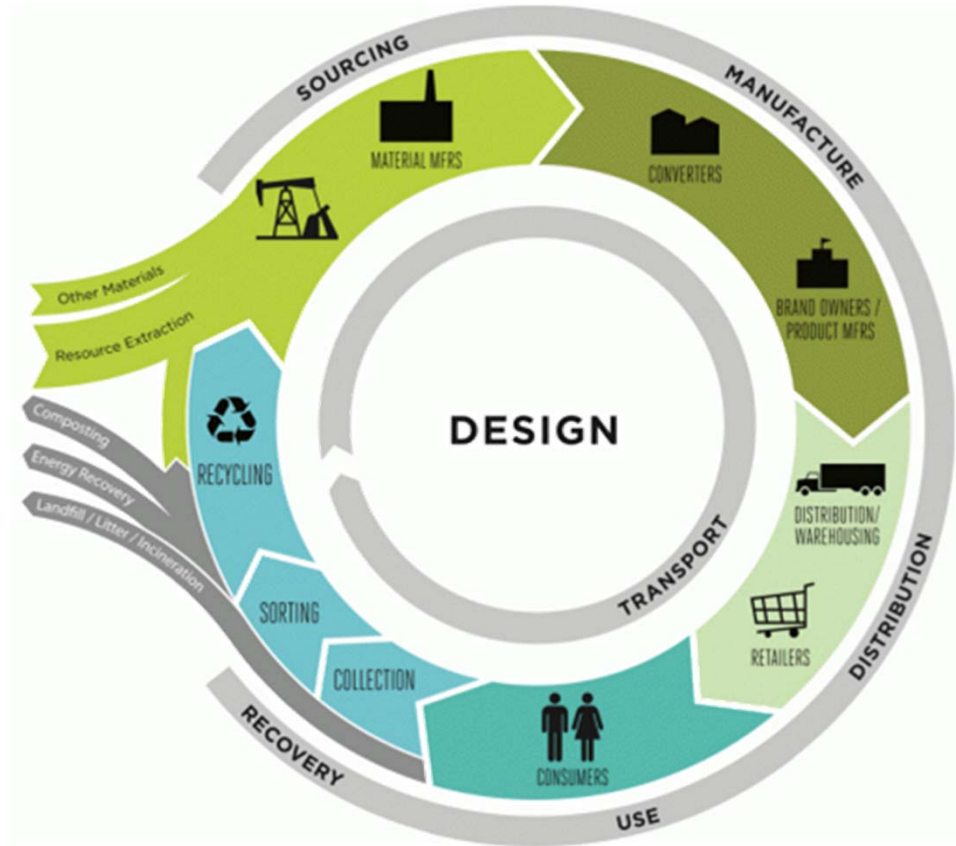 SOURCING
MANUFACTURE
MATERIAL MFRS
CONVERTERS
BRAND OWNERS /
PRODUCT MFRS
Other Materials
Resource Extraction
Composting
Energy Recovery
Landfill / Litter / Incineration
RECYCLING
DESIGN
DISTRIBUTION/
WAREHOUSING
TRANSPORT
DISTRIBUTION
SORTING
RETAILERS
COLLECTION
RECOVERY
CONSUMERS
USE